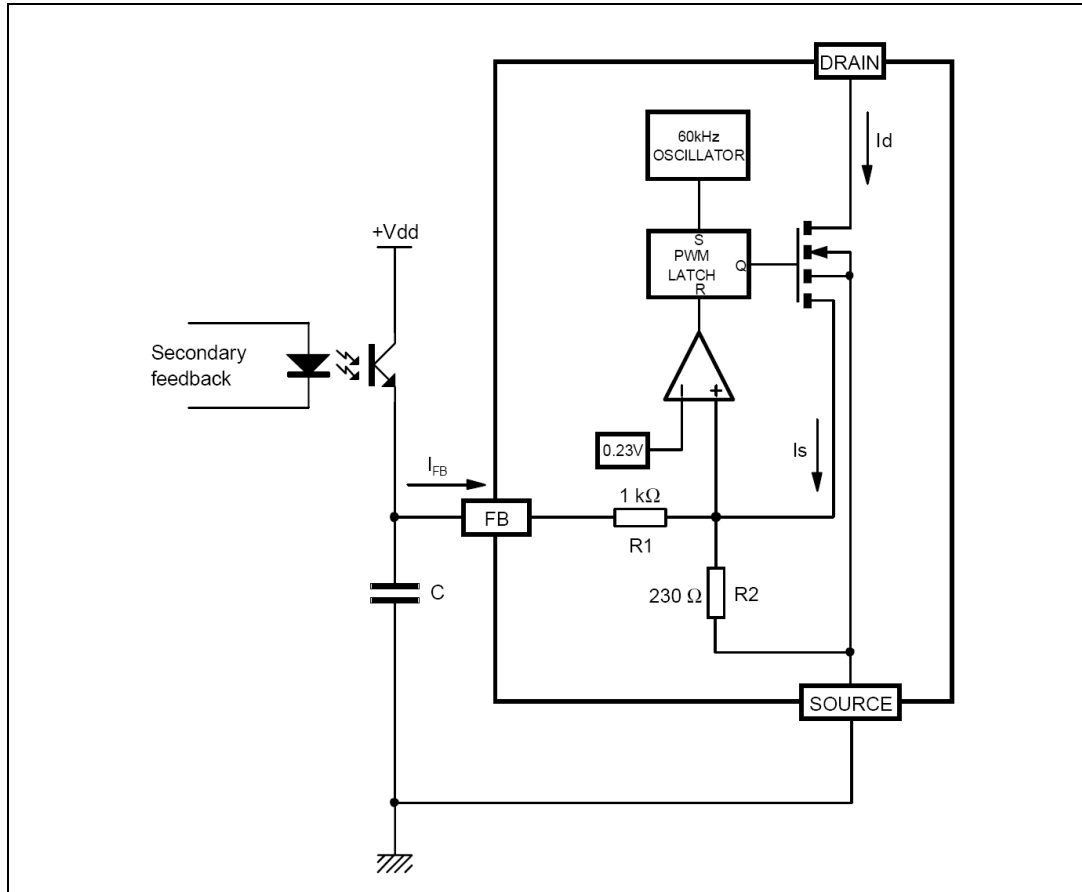 DRAIN
60kHz
OSCILLATOR
Id
+Vdd
S
PWM
LATCH
Q
R
Secondary
feedback
- +
0.23V
Is
IFB
1 kΩ
FB
R1
C
230 Ω
R2
SOURCE